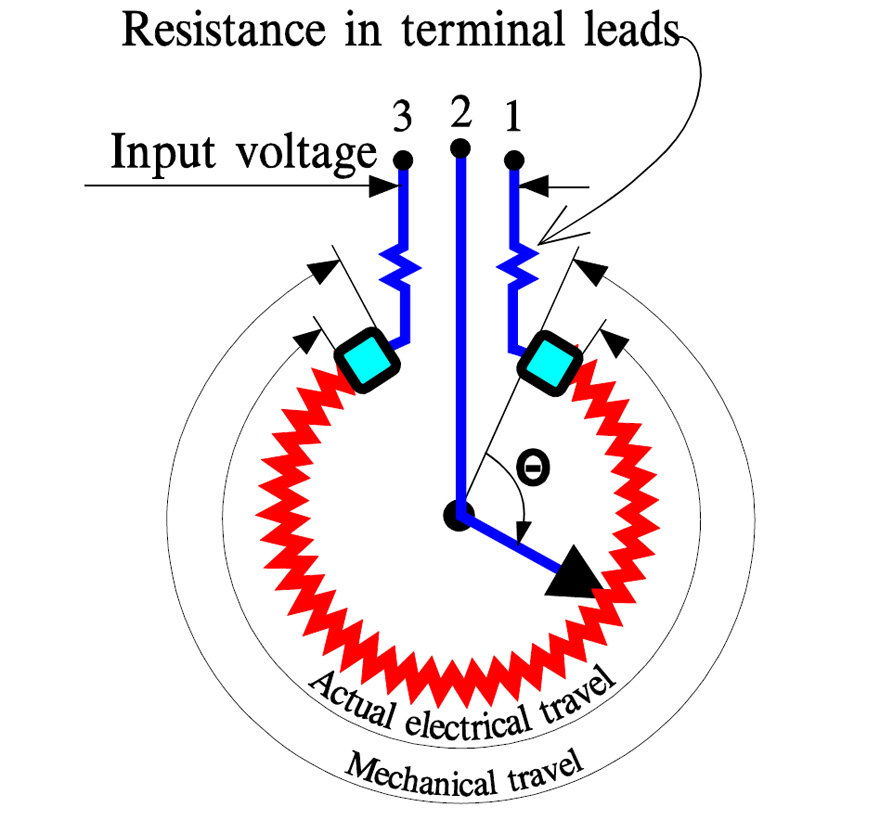 Resistance in terminal leads
3 2 1
Input voltage
Θ
Actual electrical travel
Mechanical travel